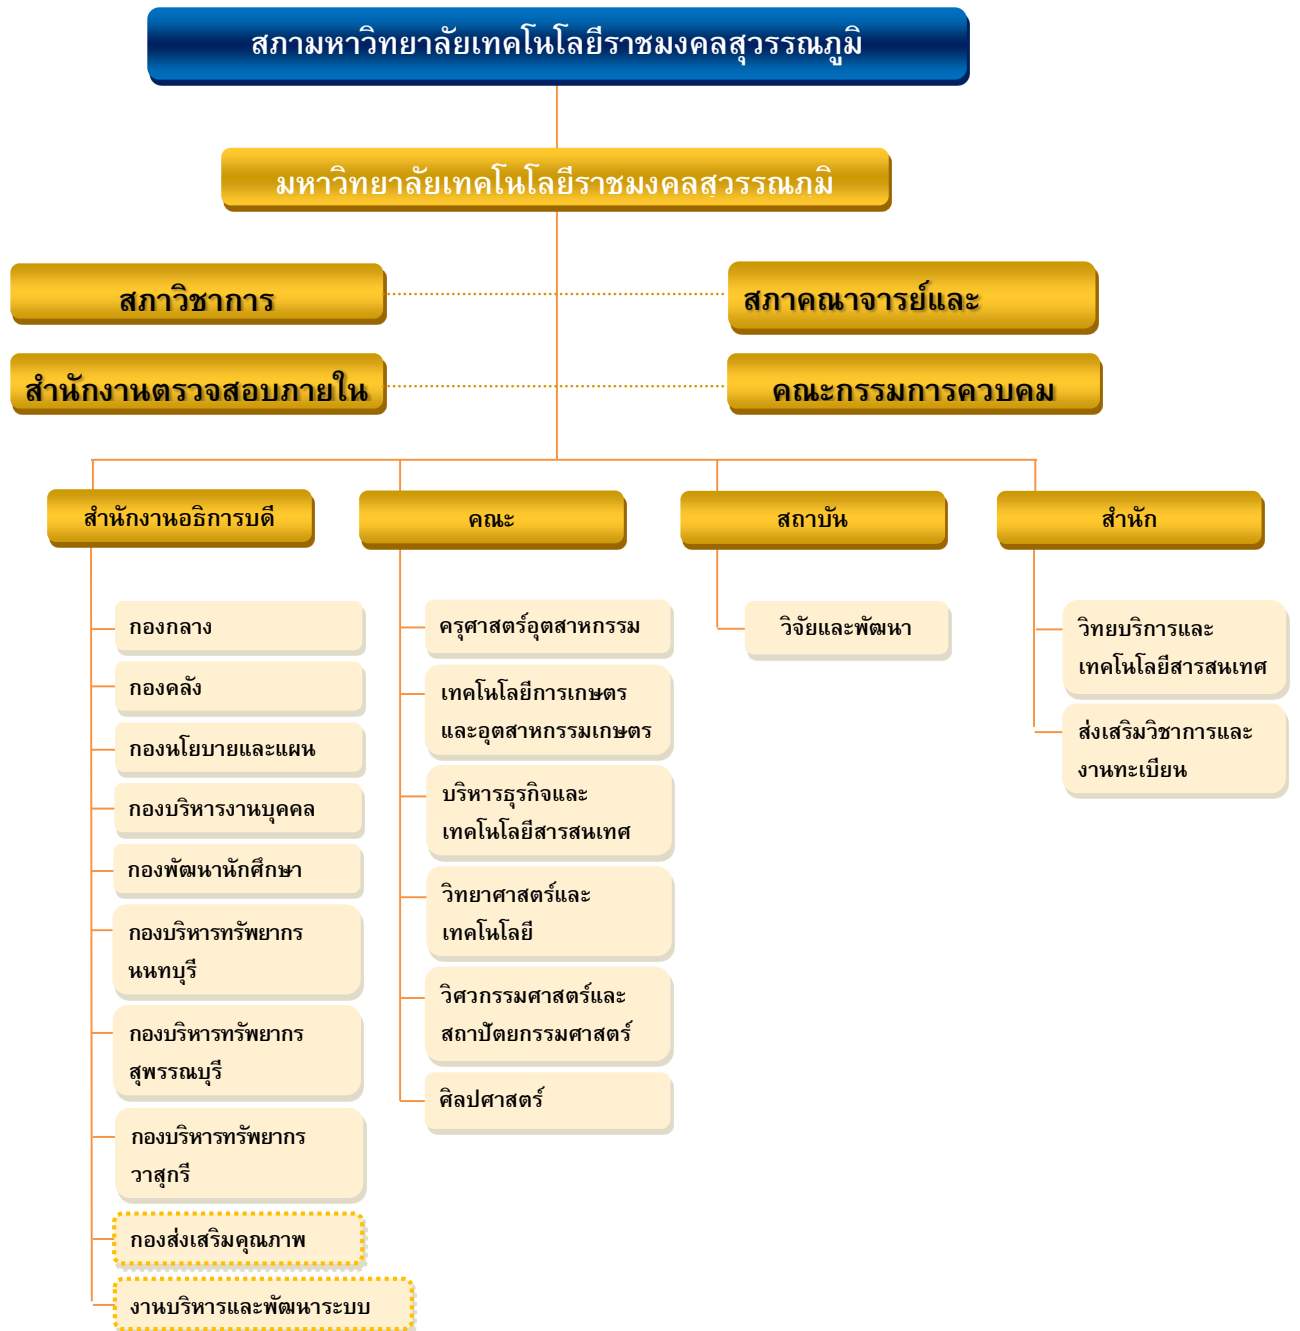 สภามหาวิทยาลัยเทคโนโลยีราชมงคลสุวรรณภูมิ
มหาวิทยาลัยเทคโนโลยีราชมงคลสุวรรณภูมิ
สภาวิชาการ
สภาคณาจารย์และ
สำนักงานตรวจสอบภายใน
คณะกรรมการควบคุม
สำนักงานอธิการบดี
คณะ
สถาบัน
สำนัก
กองกลาง
กองคลัง
กองนโยบายและแผน
กองบริหารงานบุคคล
กองพัฒนานักศึกษา
กองบริหารทรัพยากร
นนทบุรี
กองบริหารทรัพยากร
สุพรรณบุรี
กองบริหารทรัพยากร
วาสุกรี
กองส่งเสริมคุณภาพ
งานบริหารและพัฒนาระบบ
ครุศาสตร์อุตสาหกรรม
เทคโนโลยีการเกษตร
และอุตสาหกรรมเกษตร
บริหารธุรกิจและ
เทคโนโลยีสารสนเทศ
วิทยาศาสตร์และ
เทคโนโลยี
วิศวกรรมศาสตร์และ
สถาปัตยกรรมศาสตร์
ศิลปศาสตร์
วิจัยและพัฒนา
วิทยบริการและ
เทคโนโลยีสารสนเทศ
ส่งเสริมวิชาการและ
งานทะเบียน